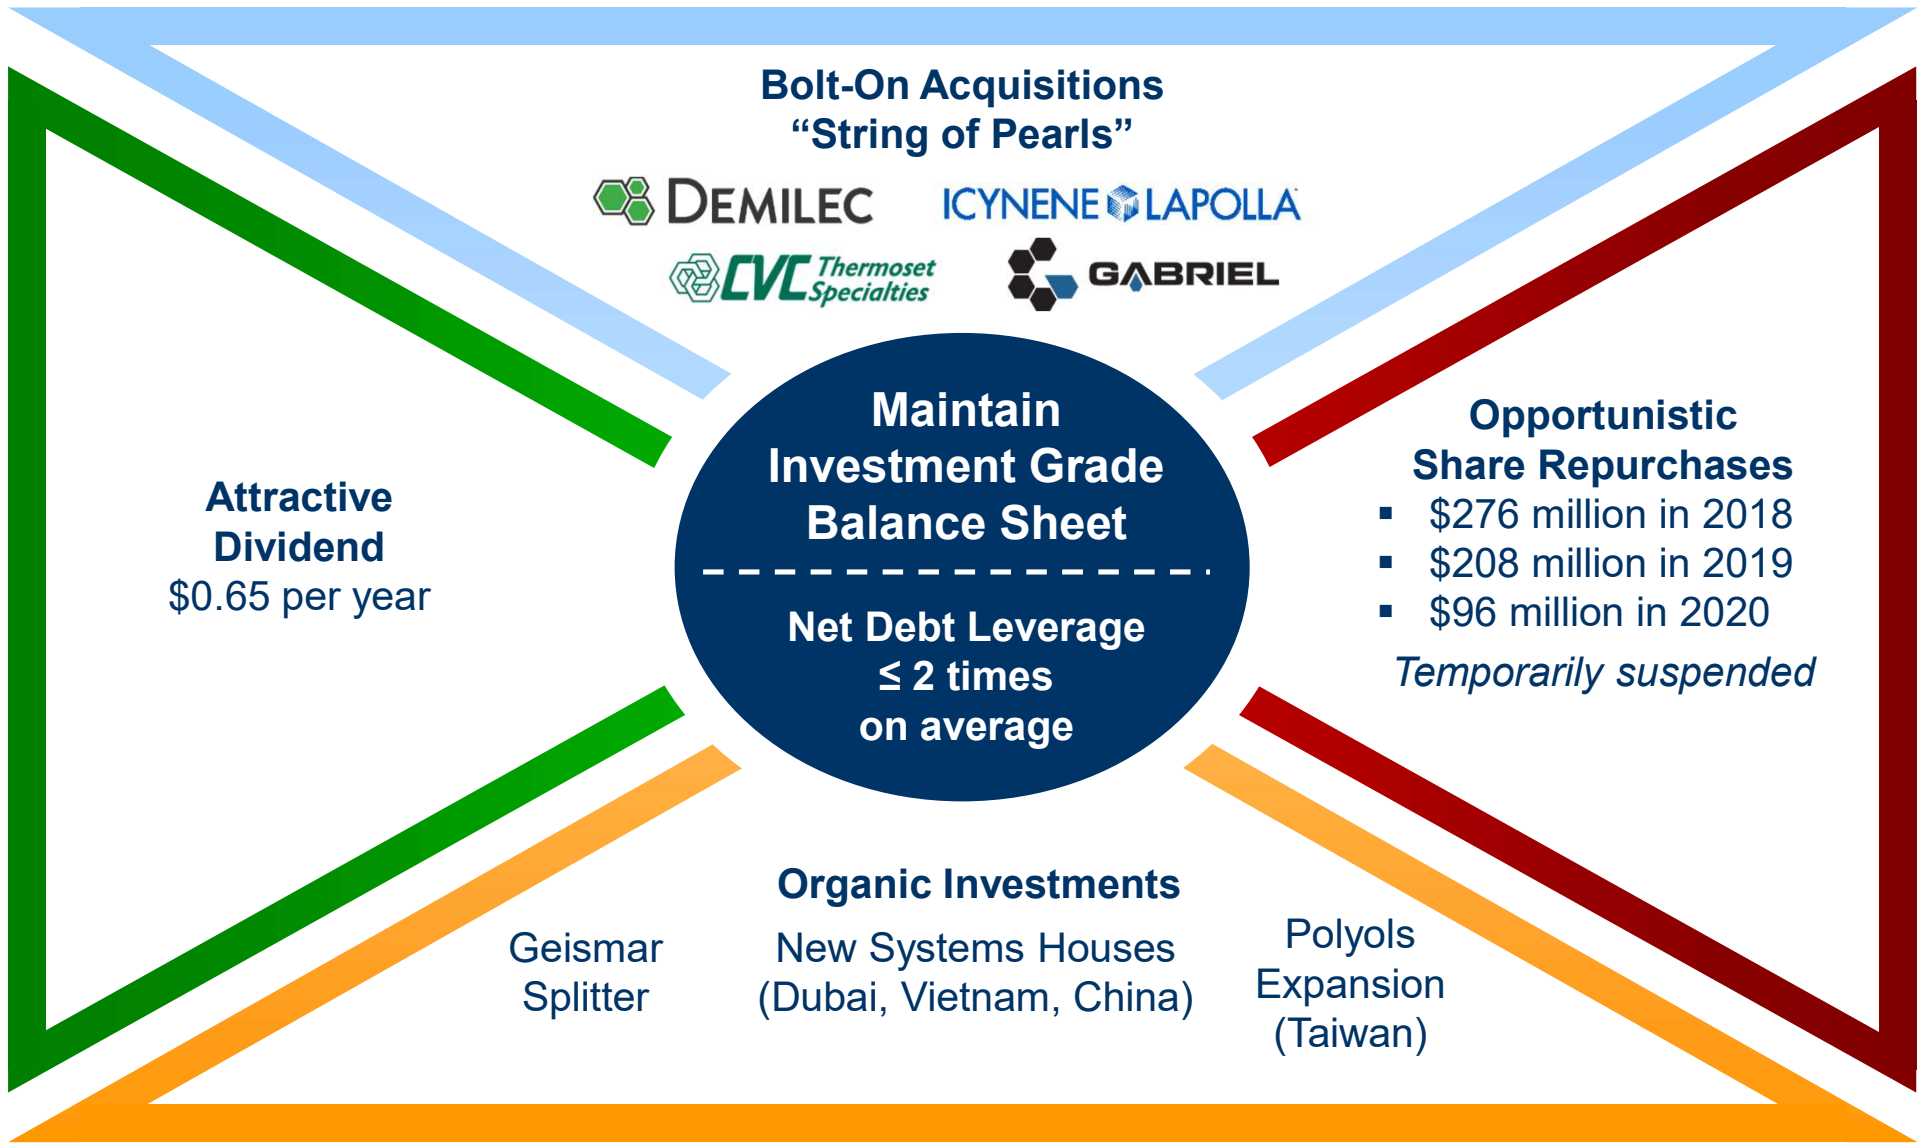 Bolt-On Acquisitions
“String of Pearls”
DEMILEC
ICYNENE LAPOLLA
CVC Thermoset
Specialties
GABRIEL
Maintain
Investment Grade
Balance Sheet
Net Debt Leverage
≤ 2 times
on average
Attractive
Dividend
$0.65 per year
Opportunistic
Share Repurchases
▪ $276 million in 2018
▪ $208 million in 2019
▪ $96 million in 2020
Temporarily suspended
Organic Investments
Geismar
Splitter
New Systems Houses
(Dubai, Vietnam, China)
Polyols
Expansion
(Taiwan)